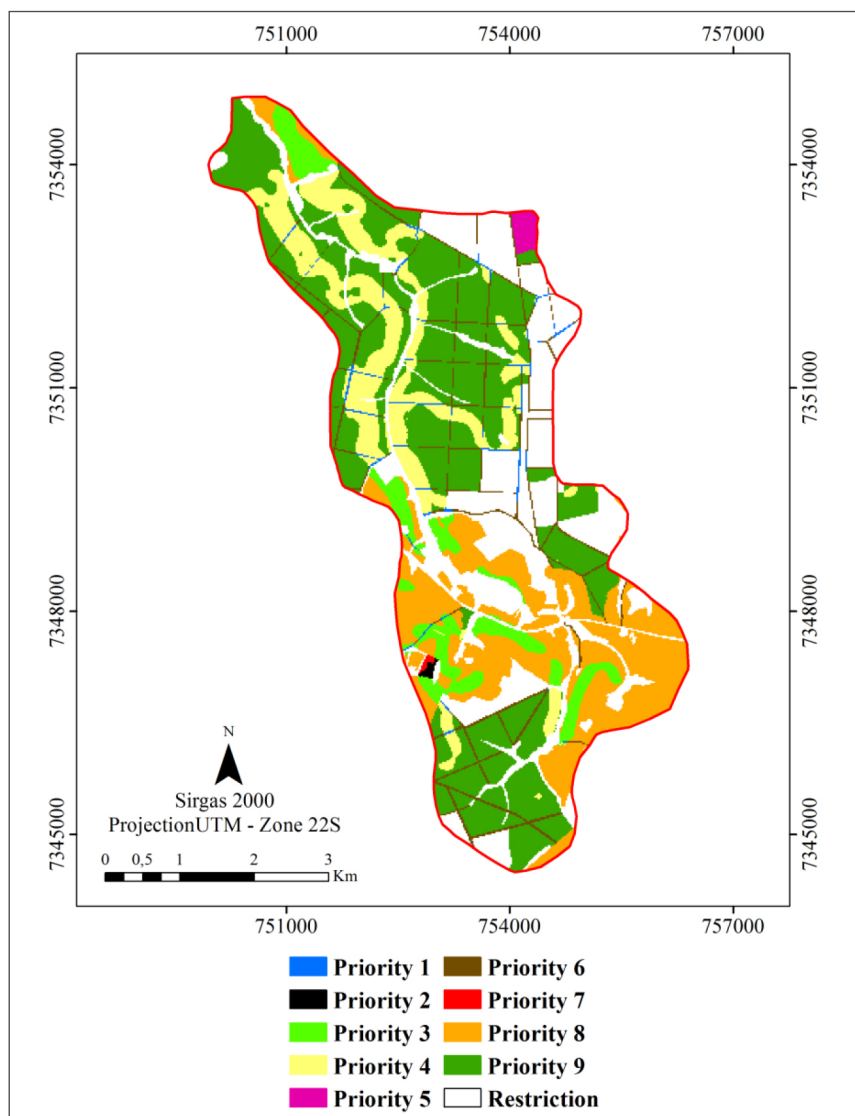 751000 754000 757000
7354000 7354000
7351000 7351000
7348000 7348000
N
Sirgas 2000
ProjectionUTM - Zone 22S
7345000 7345000
0 0,5 1 2 3
Km
751000 754000 757000
Priority 1 Priority 6
Priority 2 Priority 7
Priority 3 Priority 8
Priority 4 Priority 9
Priority 5 Restriction